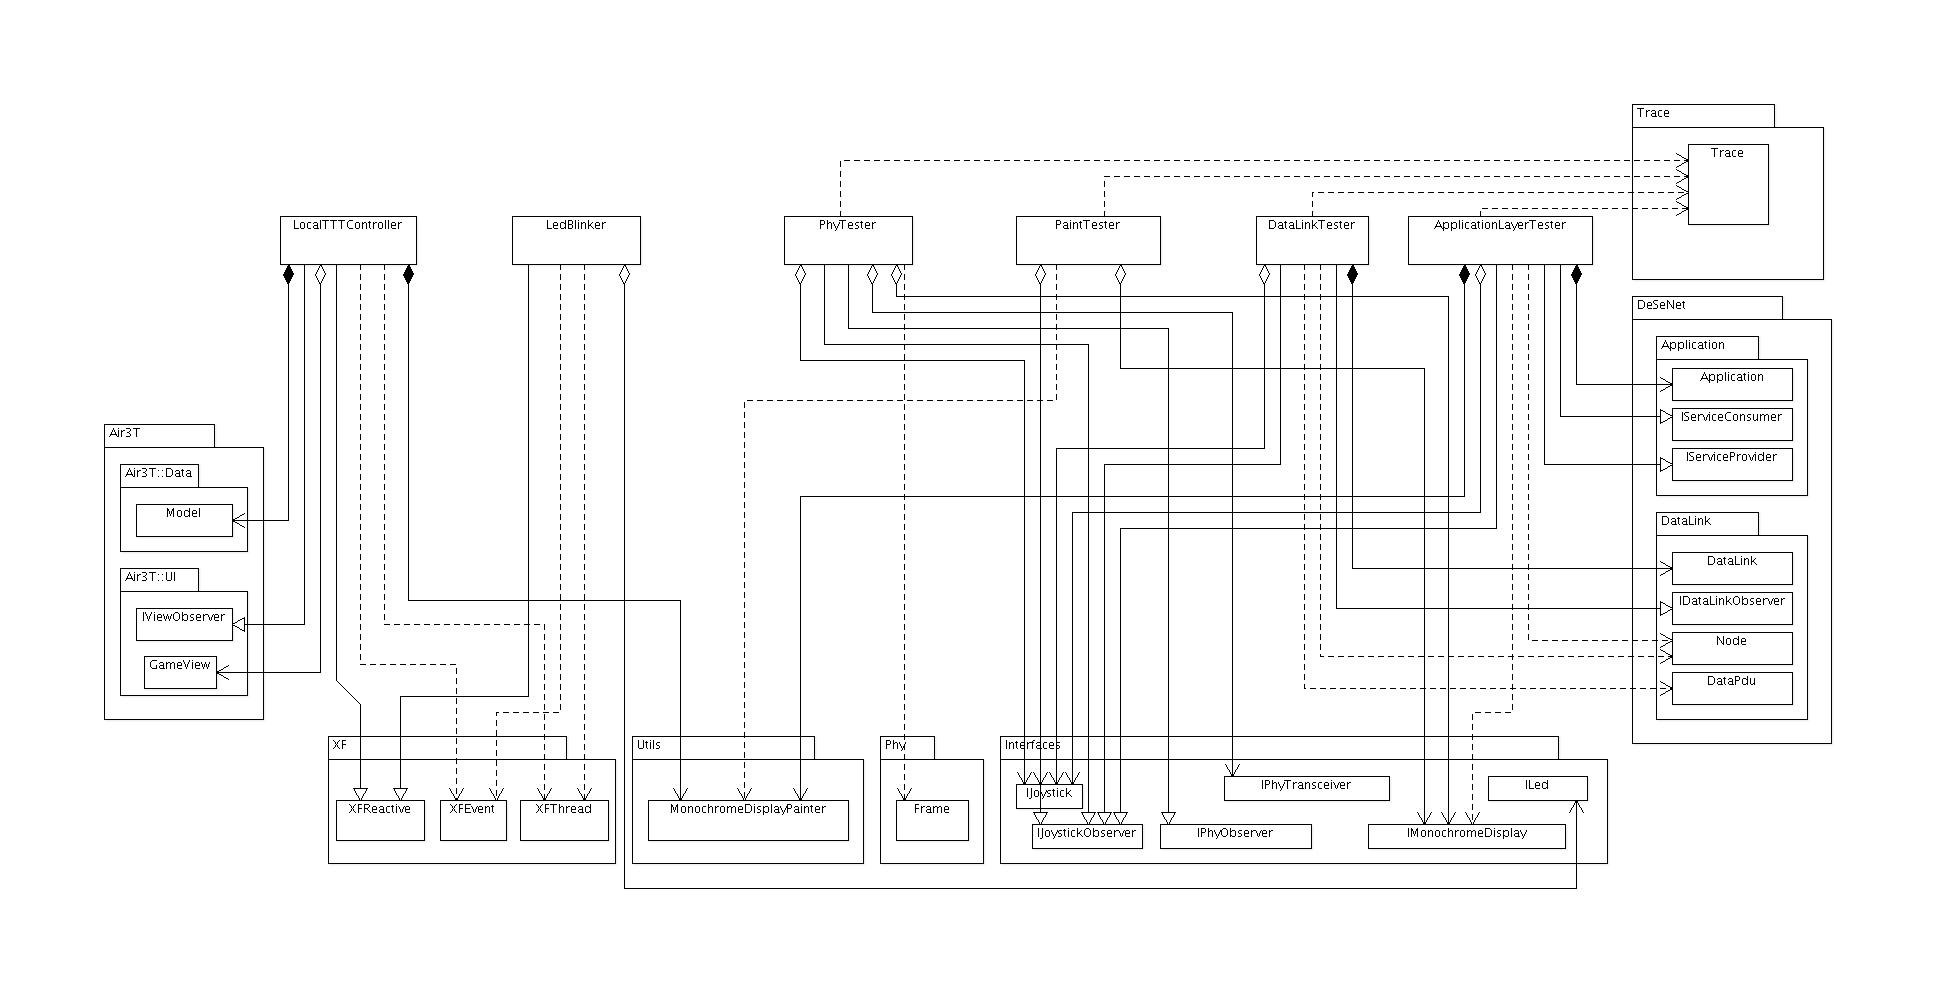 Trace
Trace
LocalTTTController
LedBlinker
PhyTester
PaintTester
DataLinkTester
ApplicationLayerTester
DeSeNet
Application
Application
IServiceConsumer
IServiceProvider
Air3T
Air3T::Data
Model
Air3T::UI
IViewObserver
GameView
DataLink
DataLink
IDataLinkObserver
Node
DataPdu
XF
XFReactive
XFEvent
XFThread
Utils
MonochromeDisplayPainter
Phy
Frame
Interfaces
IJoystick
IPhyTransceiver
ILed
IJoystickObserver
IPhyObserver
IMonochromeDisplay